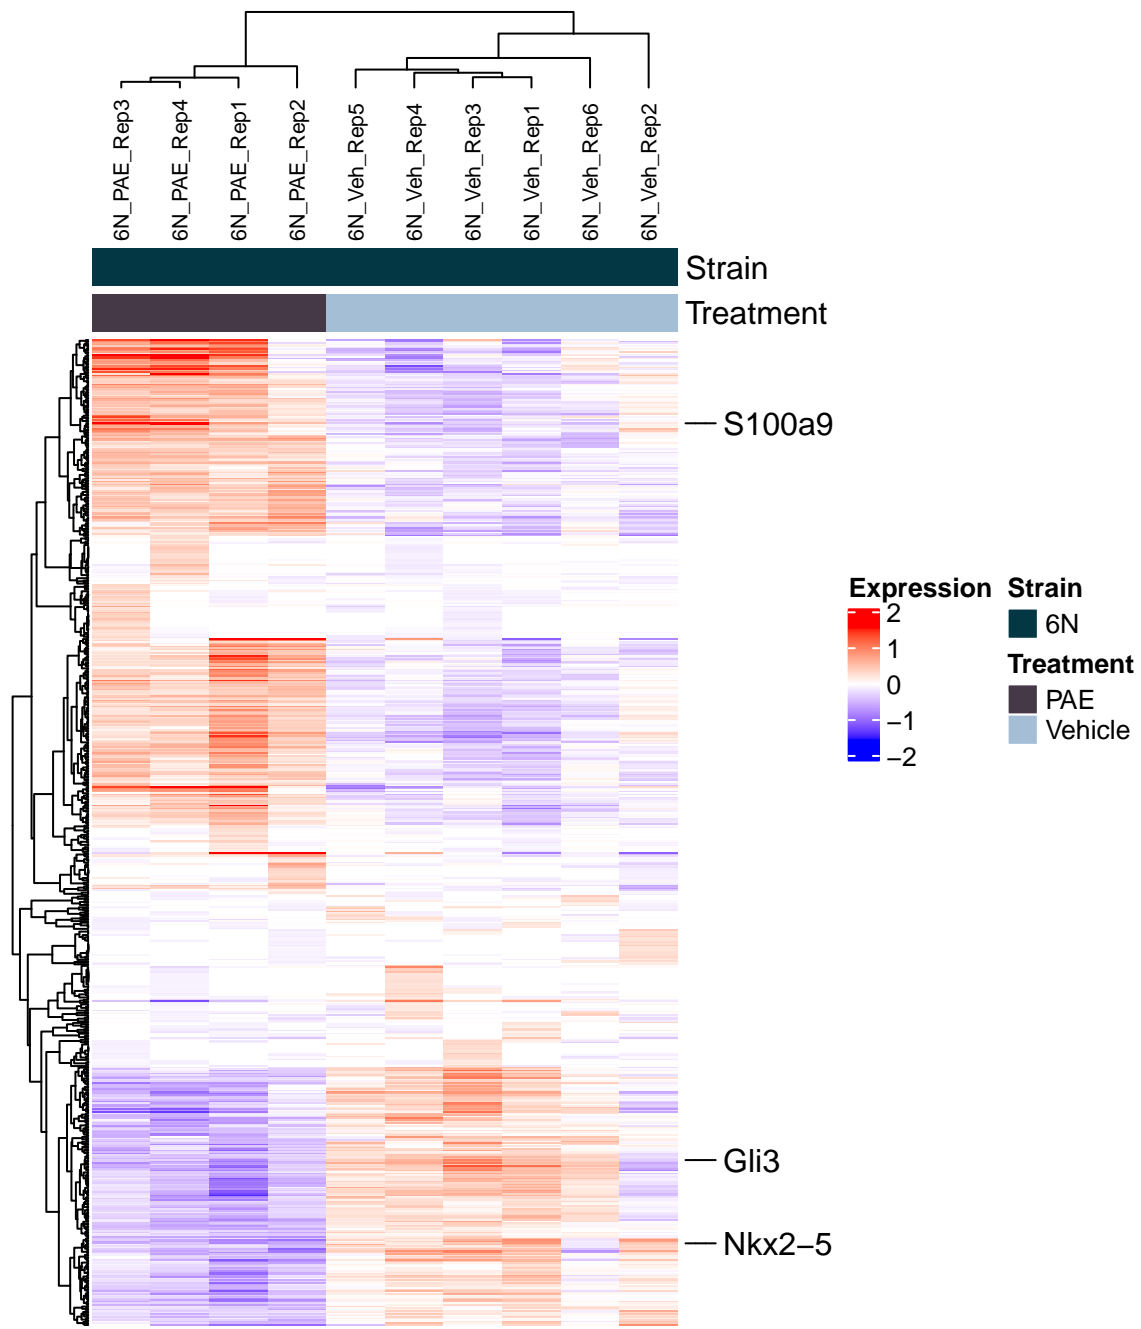 6N_PAE_Rep3
6N_PAE_Rep4
6N_PAE_Rep1
6N_PAE_Rep2
6N_Veh_Rep5
6N_Veh_Rep4
6N_Veh_Rep3
6N_Veh_Rep1
6N_Veh_Rep6
6N_Veh_Rep2
Strain
Treatment
S100a9
Gli3
Nkx2−5
Expression
2
1
0
−1
−2
Strain
6N
Treatment
PAE
Vehicle